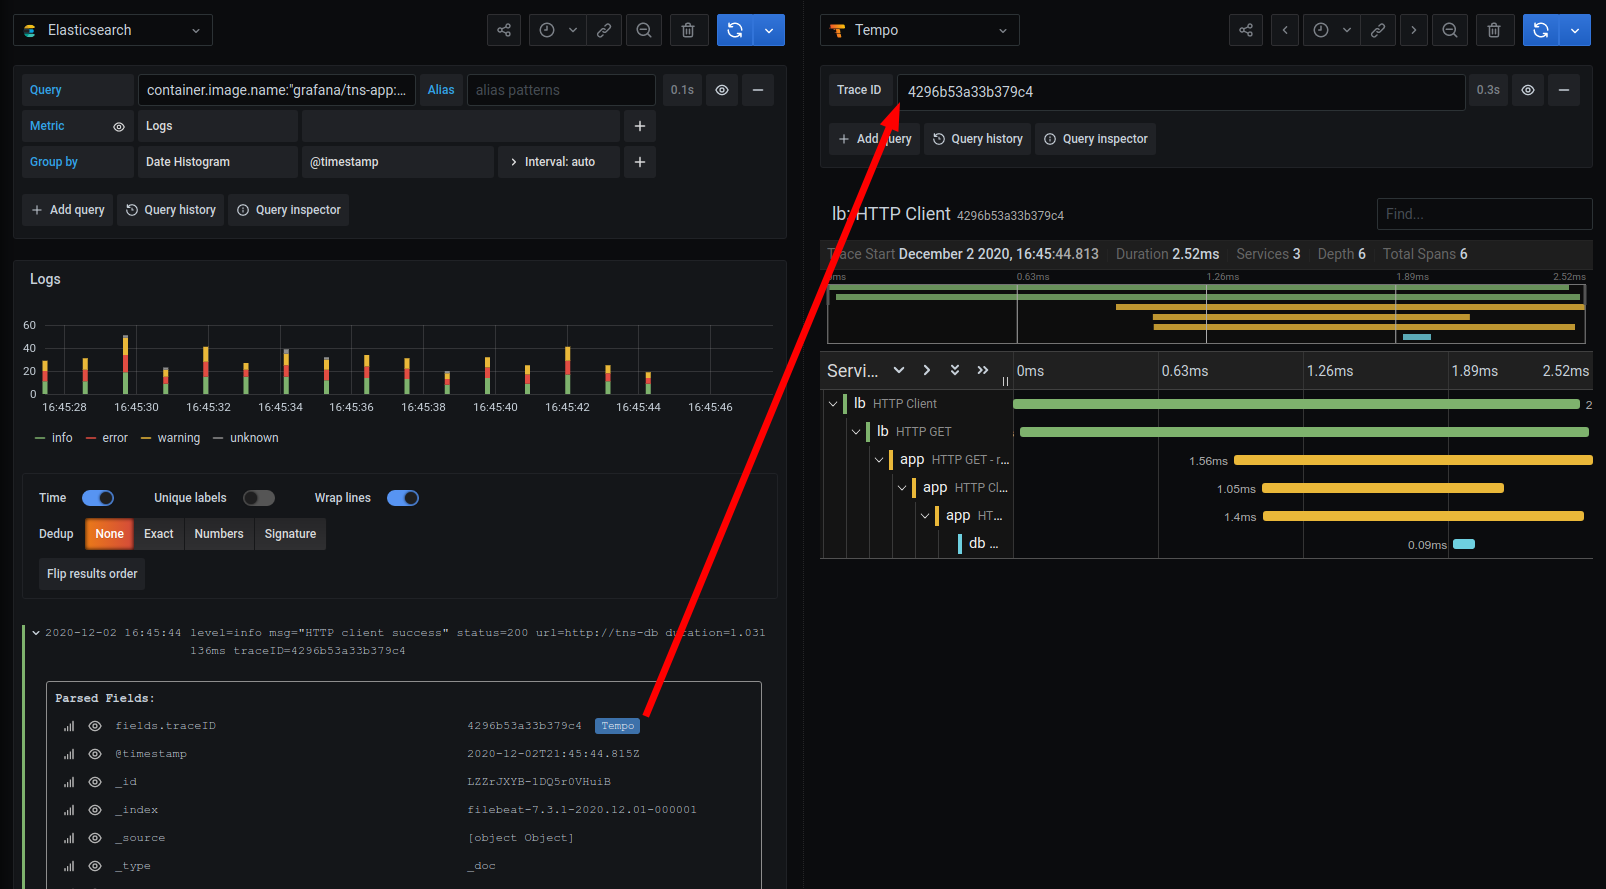 Elasticsearch
Query
container.image.name:"grafana/tns-app:...
Alias
alias patterns
0.1s
Metric
Logs
Group by
Date Histogram
@timestamp
Interval: auto
Add query
Query history
Query inspector
Logs
60
40
20
0
16:45:28
16:45:30
16:45:32
16:45:34
16:45:36
16:45:38
16:45:40
16:45:42
16:45:44
16:45:46
info
error
warning
unknown
Time
Unique labels
Wrap lines
Dedup
None
Exact
Numbers
Signature
Flip results order
2020-12-02 16:45:44 level=info msg="HTTP client success" status=200 url=http://tns-db duration=1.031
136ms traceID=4296b53a33b379c4
Parsed Fields:
fields.traceID 4296b53a33b379c4 Tempo
@timestamp 2020-12-02T21:45:44.815Z
_id LZZrJXYB-1DQ5r0VHuiB
_index filebeat-7.3.1-2020.12.01-000001
_source [object Object]
_type _doc
Tempo
Trace ID
4296b53a33b379c4
0.3s
Add query
Query history
Query inspector
lb: HTTP Client 4296b53a33b379c4
Find...
Trace Start December 2 2020, 16:45:44.813 Duration 2.52ms Services 3 Depth 6 Total Spans 6
0ms
0.63ms
1.26ms
1.89ms
2.52ms
Servi...
0ms
0.63ms
1.26ms
1.89ms
2.52ms
lb HTTP Client
2
lb HTTP GET
app HTTP GET - r...
1.56ms
app HTTP Cl...
1.05ms
app HT...
1.4ms
db ...
0.09ms